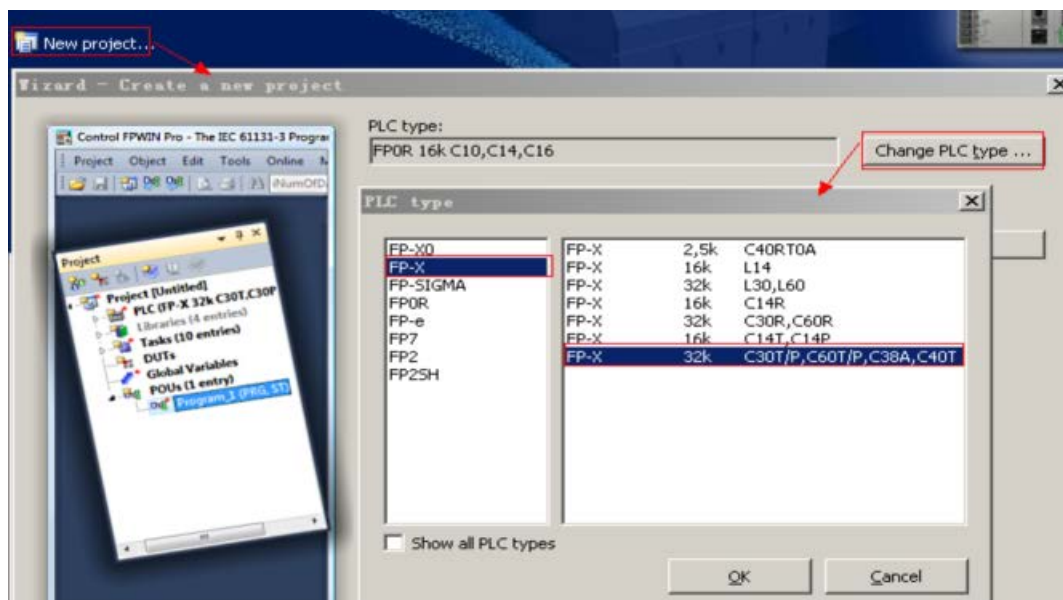 New project...
Wizard - Create a new project
Control FPWIN Pro - The IEC 61131-3 Program
Project Object Edit Tools Online
iNumOfD
Project
Project [Untitled]
PLC (FP-X 32k C30T,C30P
Libraries (4 entries)
Tasks (10 entries)
DUTs
Global Variables
POUs (1 entry)
Program_1 (PRG, ST)
PLC type:
FP0R 16k C10,C14,C16
Change PLC type ...
PLC type
FP-X0
FP-X
FP-SIGMA
FP0R
FP-e
FP7
FP2
FP2SH
FP-X 2,5k C40RT0A
FP-X 16k L14
FP-X 32k L30,L60
FP-X 16k C14R
FP-X 32k C30R,C60R
FP-X 16k C14T,C14P
FP-X 32k C30T/P,C60T/P,C38A,C40T
Show all PLC types
OK
Cancel